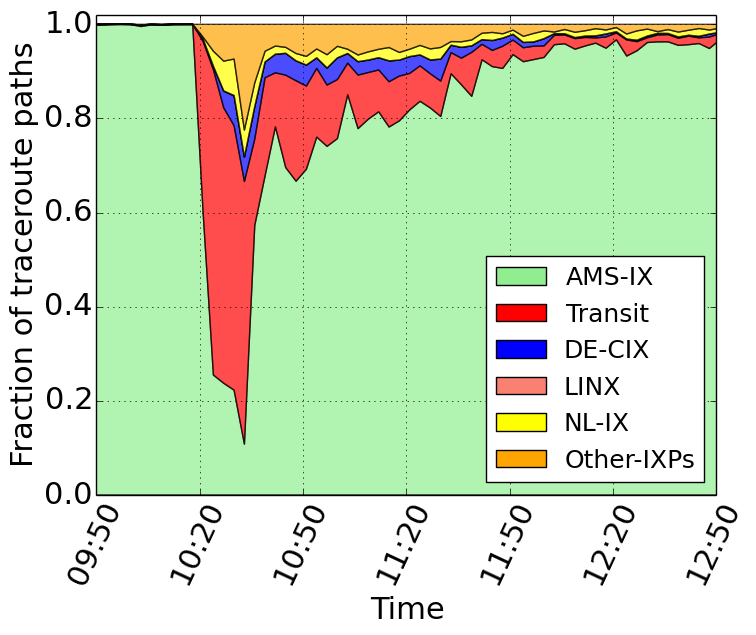 Fraction of traceroute paths
1.0
0.8
0.6
0.4
0.2
0.0
AMS-IX
Transit
DE-CIX
LINX
NL-IX
Other-IXPs
09:50
10:20
10:50
11:20
11:50
12:20
12:50
Time